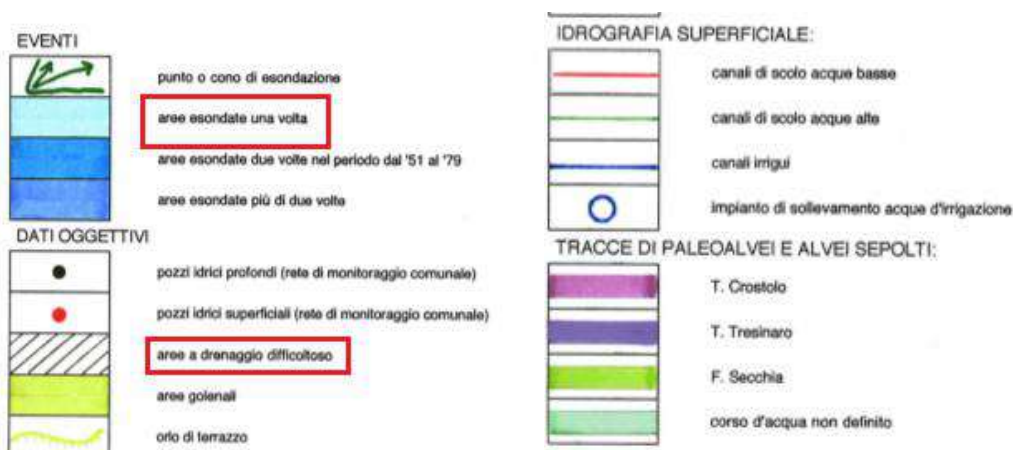 EVENTI
punto o cono di esondazione
aree esondate una volta
aree esondate due volte nel periodo dal '51 al '79
aree esondate più di due volte
DATI OGGETTIVI
pozzi idrici profondi (rete di monitoraggio comunale)
pozzi idrici superficiali (rete di monitoraggio comunale)
aree a drenaggio difficoltoso
aree golenali
orlo di terrazzo
IDROGRAFIA SUPERFICIALE:
canali di scolo acque basse
canali di scolo acque alte
canali irrigui
impianto di sollevamento acque d'irrigazione
TRACCE DI PALEOALVEI E ALVEI SEPOLTI:
T. Crostolo
T. Tresinaro
F. Secchia
corso d'acqua non definito